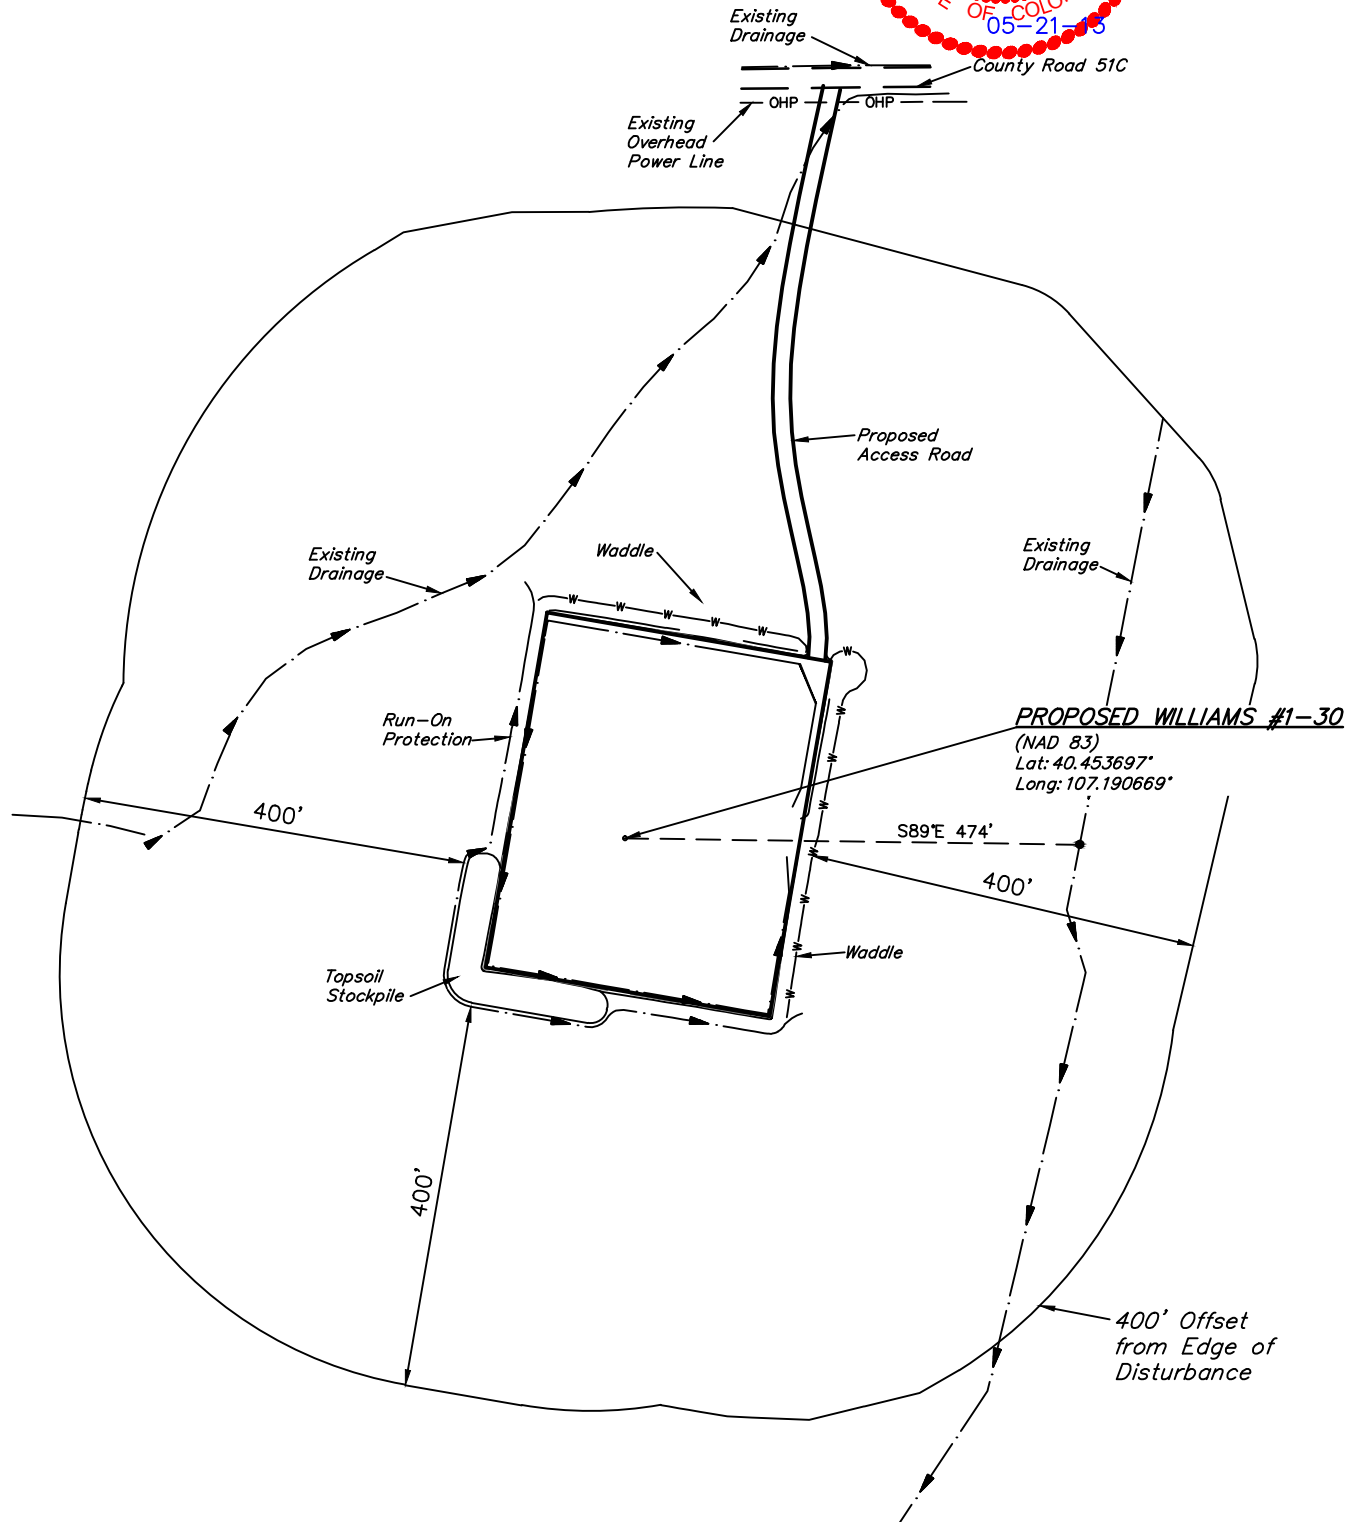 Existing
Drainage
E OF COLO
05-21-13
County Road 51C
OHP
OHP
Existing
Overhead
Power Line
Proposed
Access Road
Existing
Drainage
Waddle
Existing
Drainage
W W W W W
W
Run-On
Protection
W
PROPOSED WILLIAMS #1-30
(NAD 83)
Lat: 40.453697°
Long: 107.190669°
W
400'
W
S89°E 474'
W
400'
W
W
Waddle
Topsoil
Stockpile
W
400'
400' Offset
from Edge of
Disturbance